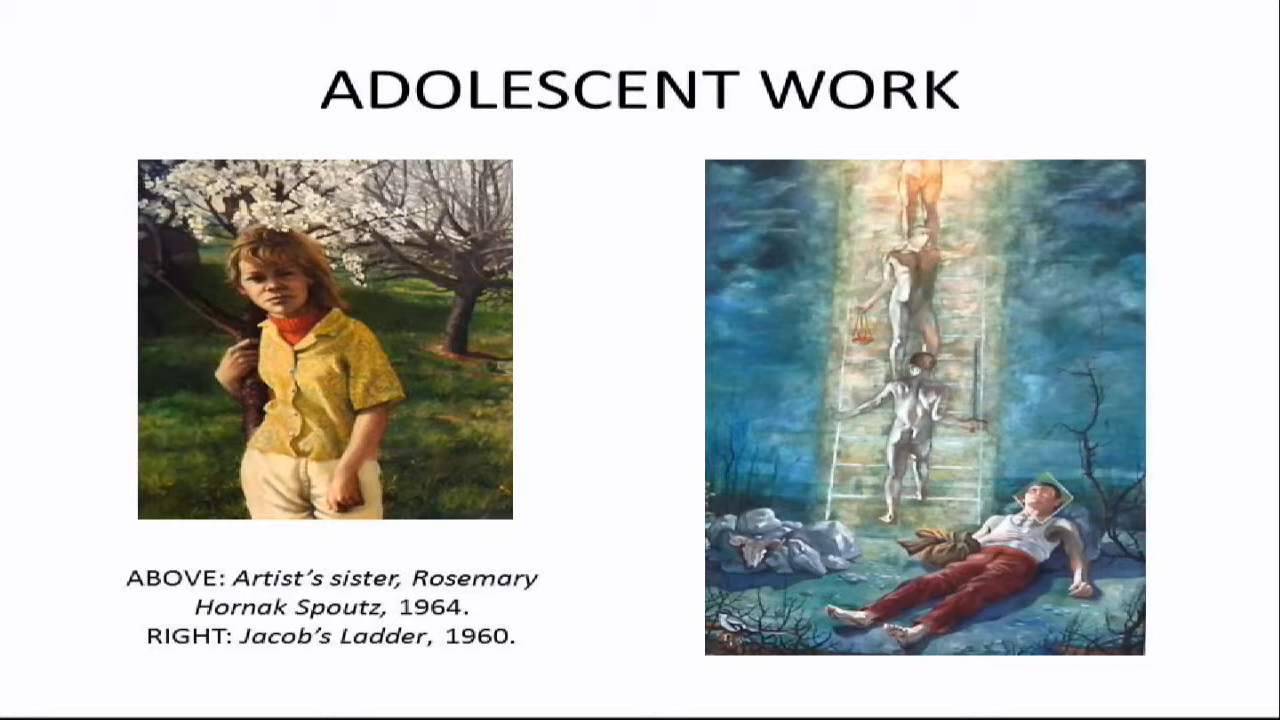 ADOLESCENT WORK
ABOVE: Artist’s sister, Rosemary
Hornak Spoutz, 1964.
RIGHT: Jacob’s Ladder, 1960.